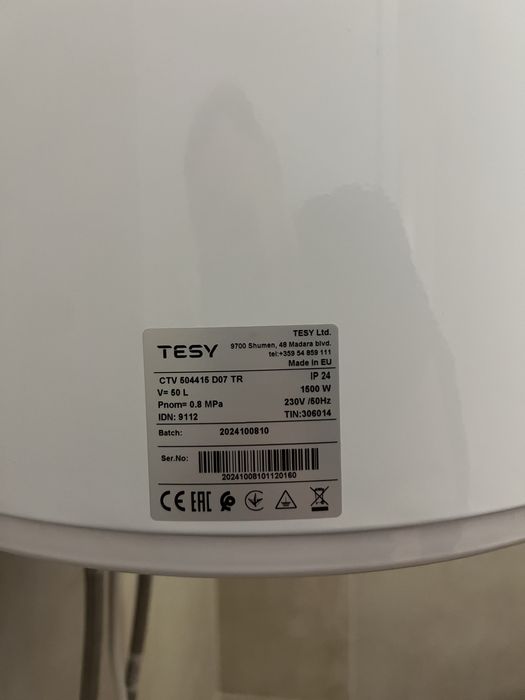 TESY
TESY Ltd.
9700 Shumen, 48 Madara blvd.
tel:+359 54 859 111
Made in EU
CTV 504415 D07 TR IP 24
V= 50 L 1500 W
Pnom= 0.8 MPa 230V /50Hz
IDN: 9112 TIN:306014
Batch: 2024100810
Ser.No:
20241008101120160
CE EAC